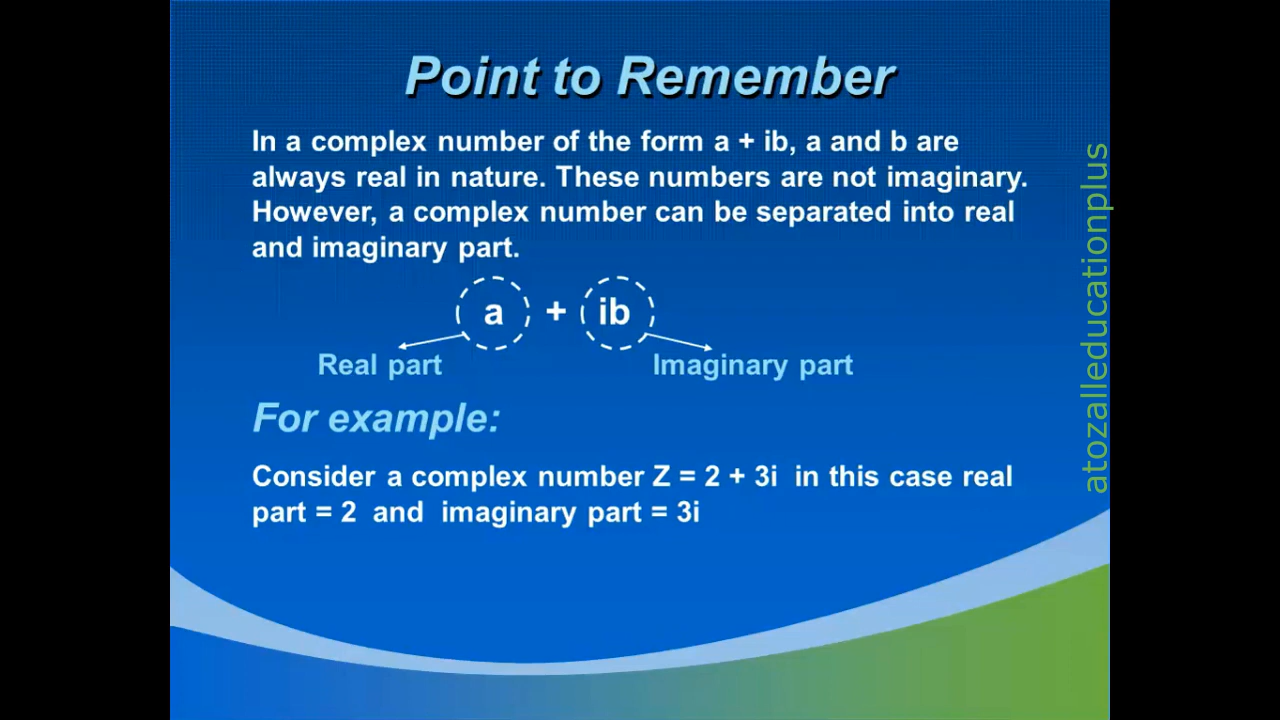 Point to Remember
In a complex number of the form a + ib, a and b are
always real in nature. These numbers are not imaginary.
However, a complex number can be separated into real
and imaginary part.
a + ib
Real part Imaginary part
For example:
Consider a complex number Z = 2 + 3i in this case real
part = 2 and imaginary part = 3i
atozalleducationplus